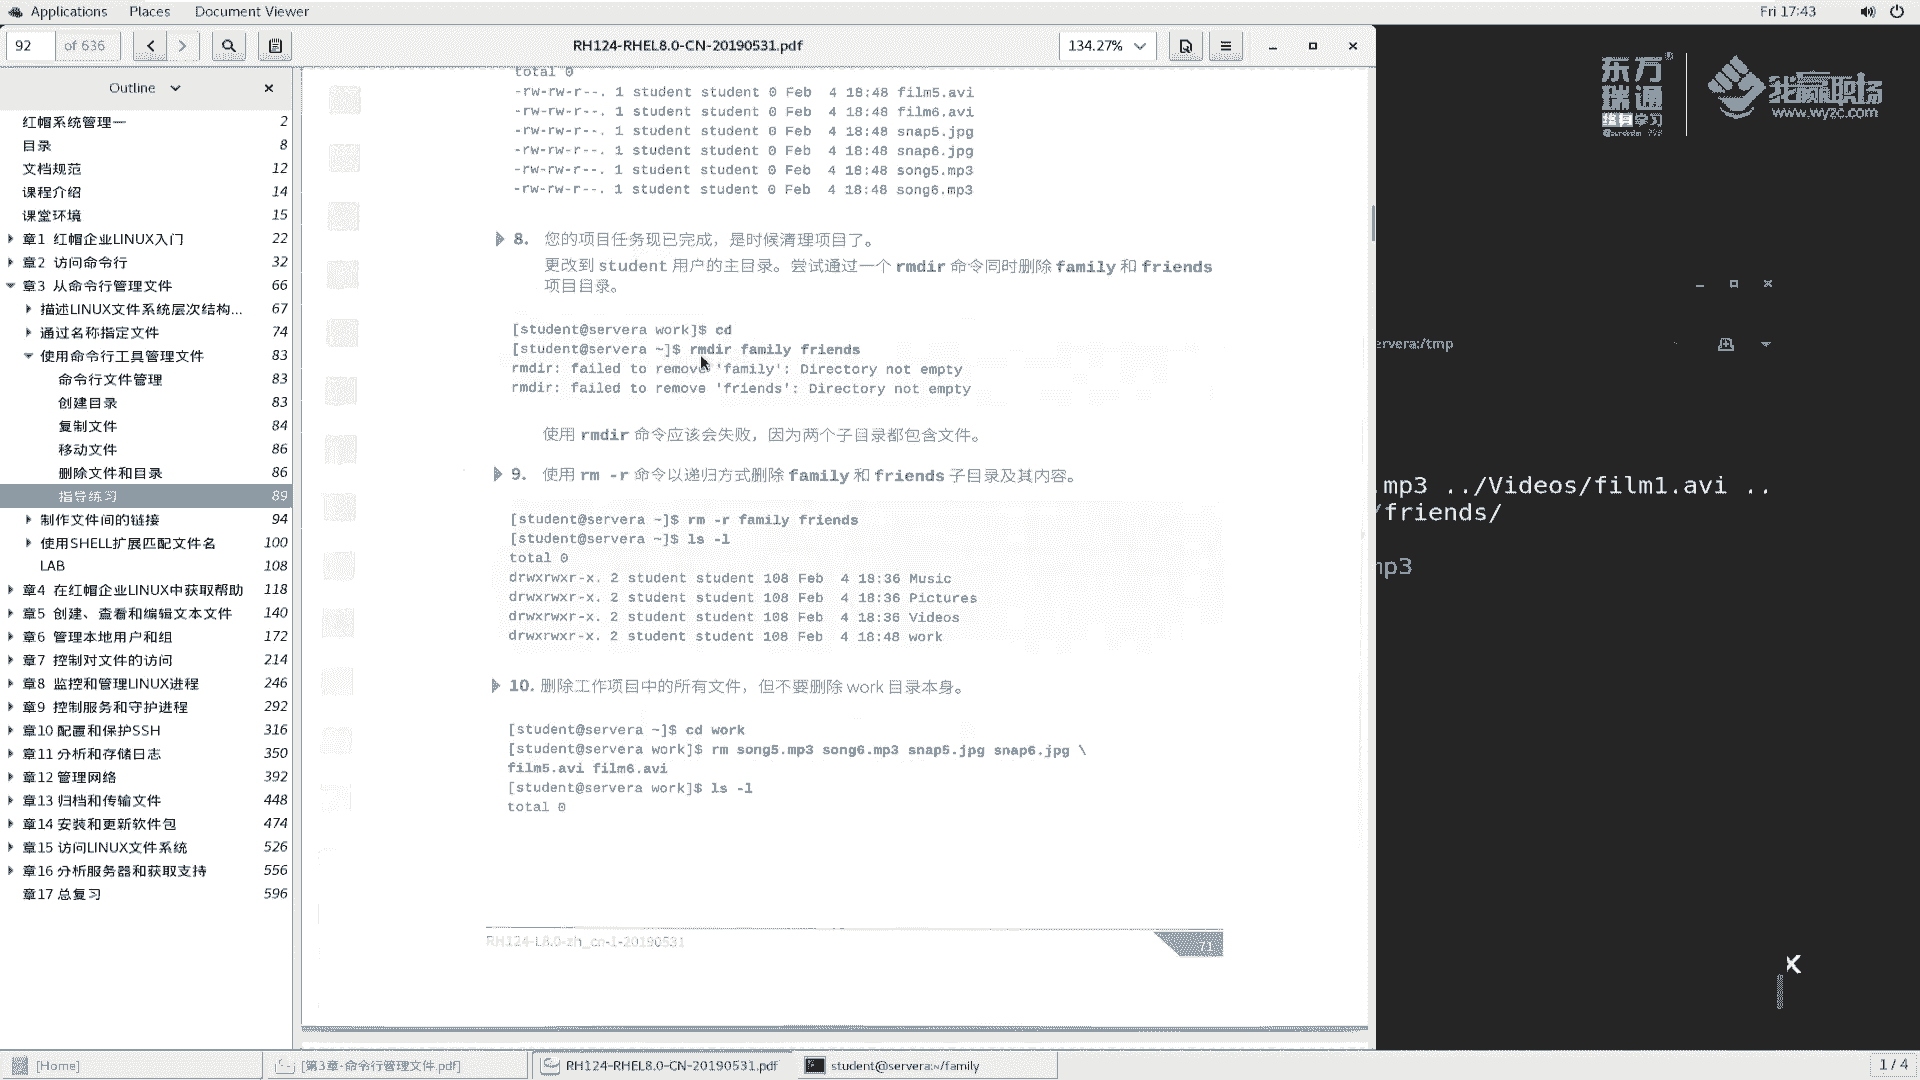 Applications Places Document Viewer Fri 17:43
92 of 636 RH124-RHEL8.0-CN-20190531.pdf 134.27%
Outline
红帽系统管理一 2
目录 8
文档规范 12
课程介绍 14
课堂环境 15
章1 红帽企业LINUX入门 22
章2 访问命令行 32
章3 从命令行管理文件 66
描述LINUX文件系统层次结构... 67
通过名称指定文件 74
使用命令行工具管理文件 83
命令行文件管理 83
创建目录 83
复制文件 84
移动文件 86
删除文件和目录 86
指导练习 89
制作文件间的链接 94
使用SHELL扩展匹配文件名 100
LAB 108
章4 在红帽企业LINUX中获取帮助 118
章5 创建、查看和编辑文本文件 140
章6 管理本地用户和组 172
章7 控制对文件的访问 214
章8 监控和管理LINUX进程 246
章9 控制服务和守护进程 292
章10 配置和保护SSH 316
章11 分析和存储日志 350
章12 管理网络 392
章13 归档和传输文件 448
章14 安装和更新软件包 474
章15 访问LINUX文件系统 526
章16 分析服务器和获取支持 556
章17 总复习 596
total 0
-rw-rw-r--. 1 student student 0 Feb 4 18:48 film5.avi
-rw-rw-r--. 1 student student 0 Feb 4 18:48 film6.avi
-rw-rw-r--. 1 student student 0 Feb 4 18:48 snap5.jpg
-rw-rw-r--. 1 student student 0 Feb 4 18:48 snap6.jpg
-rw-rw-r--. 1 student student 0 Feb 4 18:48 song5.mp3
-rw-rw-r--. 1 student student 0 Feb 4 18:48 song6.mp3
8. 您的项目任务现已完成，是时候清理项目了。
更改到 student 用户的主目录。尝试通过一个 rmdir 命令同时删除 family 和 friends
项目目录。
[student@servera work]$ cd
[student@servera ~]$ rmdir family friends
rmdir: failed to remove 'family': Directory not empty
rmdir: failed to remove 'friends': Directory not empty
使用 rmdir 命令应该会失败，因为两个子目录都包含文件。
9. 使用 rm -r 命令以递归方式删除 family 和 friends 子目录及其内容。
[student@servera ~]$ rm -r family friends
[student@servera ~]$ ls -l
total 0
drwxrwxr-x. 2 student student 108 Feb 4 18:36 Music
drwxrwxr-x. 2 student student 108 Feb 4 18:36 Pictures
drwxrwxr-x. 2 student student 108 Feb 4 18:36 Videos
drwxrwxr-x. 2 student student 108 Feb 4 18:48 work
10. 删除工作项目中的所有文件，但不要删除 work 目录本身。
[student@servera ~]$ cd work
[student@servera work]$ rm song5.mp3 song6.mp3 snap5.jpg snap6.jpg \
film5.avi film6.avi
[student@servera work]$ ls -l
total 0
RH124-L8.0-zh_cn-1-20190531 71
东方瑞通
终身学习
我赢职场
www.wyzc.com
ervera:/tmp
.mp3 ../Videos/film1.avi ..
/friends/
mp3
[Home] [第3章-命令行管理文件.pdf] RH124-RHEL8.0-CN-20190531.pdf student@servera:~/family 1 / 4